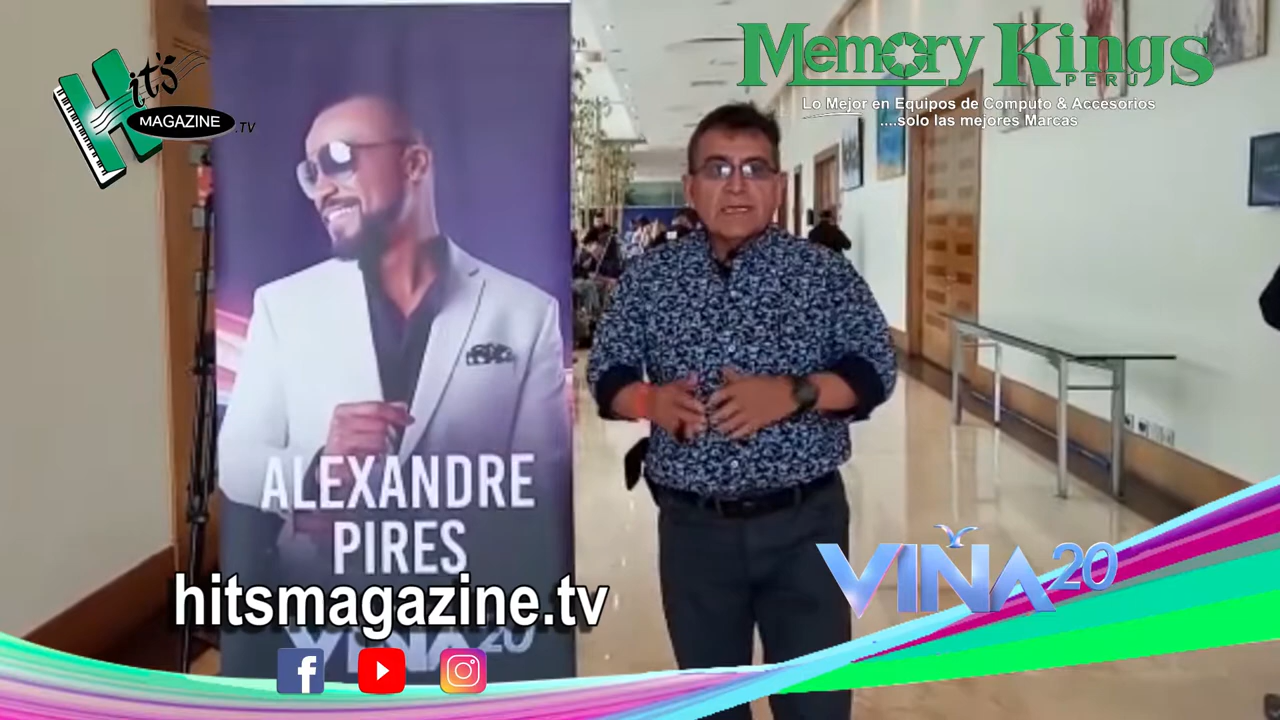 Hit's
MAGAZINE
.TV
Memory Kings
PERÚ
Lo Mejor en Equipos de Computo & Accesorios
....solo las mejores Marcas
ALEXANDRE
PIRES
hitsmagazine.tv
VIÑA20
VIÑA20
f